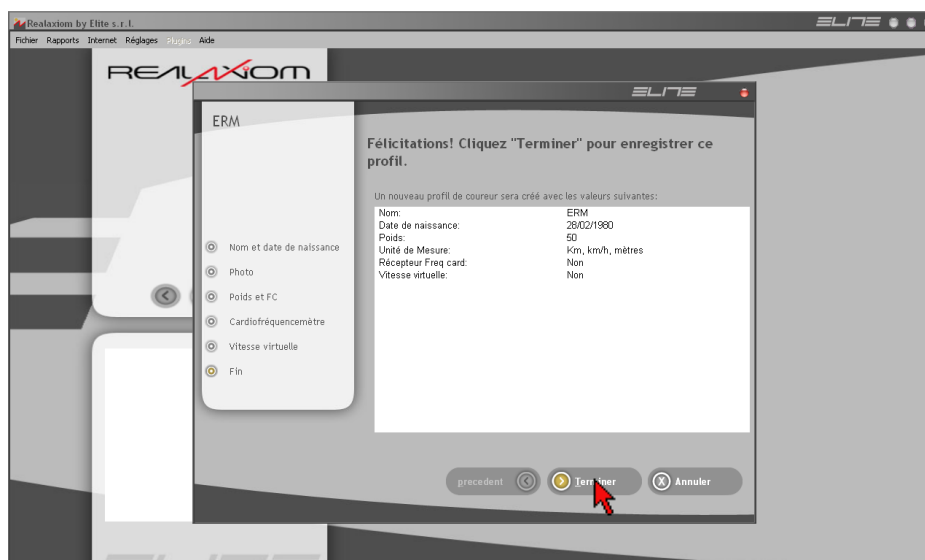 Realaxiom by Elite s.r.l.
ELITE
Fichier Rapports Internet Réglages Plugins Aide
REALAXIOM
ELITE
ERM
Félicitations! Cliquez "Terminer" pour enregistrer ce
profil.
Un nouveau profil de coureur sera créé avec les valeurs suivantes:
Nom: ERM
Date de naissance: 28/02/1980
Poids: 50
Unité de Mesure: Km, km/h, mètres
Récepteur Freq card: Non
Vitesse virtuelle: Non
Nom et date de naissance
Photo
Poids et FC
Cardiofréquencemètre
Vitesse virtuelle
Fin
precedent
Terminer
Annuler